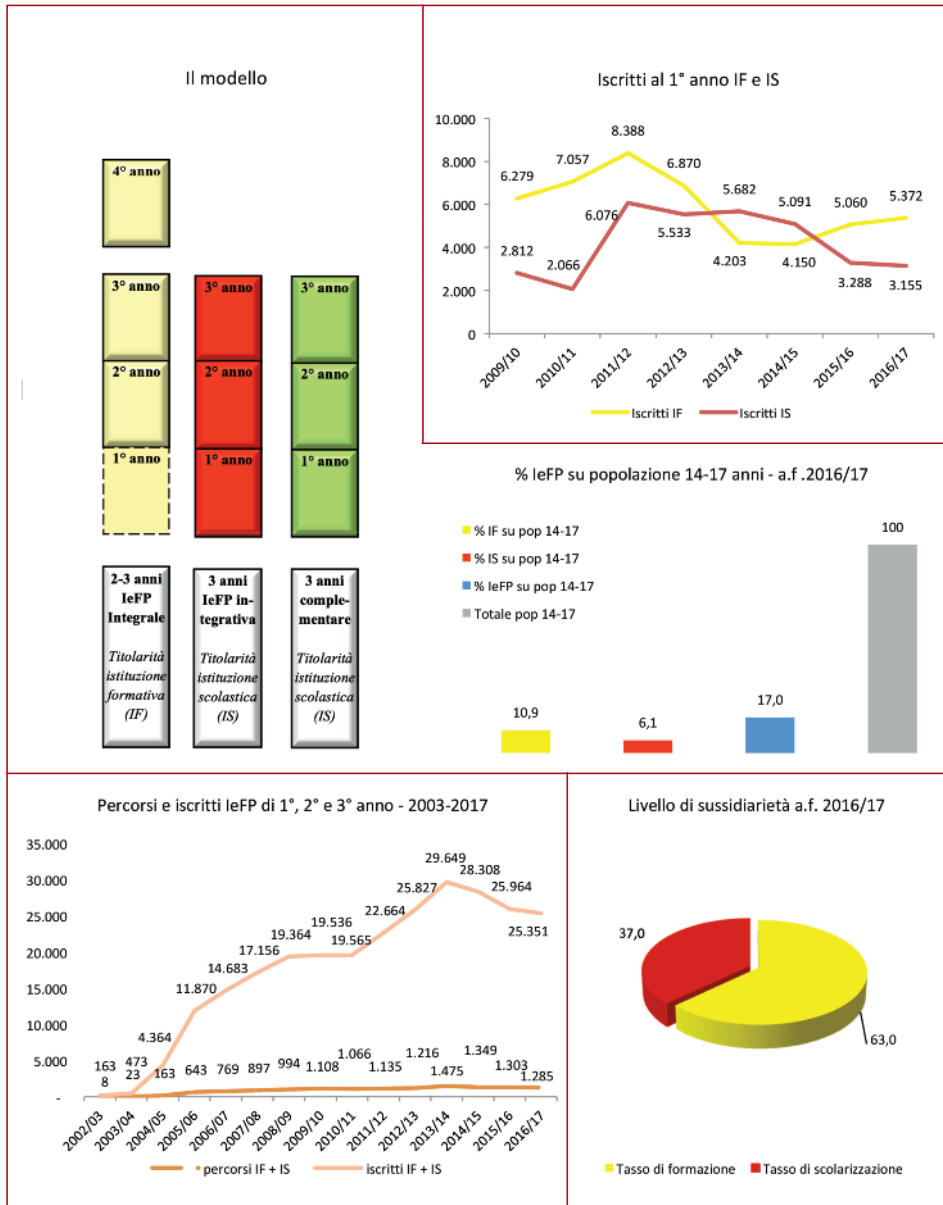 Il modello
4° anno
3° anno
3° anno
3° anno
2° anno
2° anno
2° anno
1° anno
1° anno
1° anno
2-3 anni
IeFP
Integrale
Titolarità
istituzione
formativa
(IF)
3 anni
IeFP in-
tegrativa
Titolarità
istituzione
scolastica
(IS)
3 anni
comple-
mentare
Titolarità
istituzione
scolastica
(IS)
Iscritti al 1° anno IF e IS
10.000
8.000
6.000
4.000
2.000
0
6.279
7.057
8.388
6.870
4.203
4.150
5.060
5.372
2.812
2.066
6.076
5.533
5.682
5.091
3.288
3.155
2009/10
2010/11
2011/12
2012/13
2013/14
2014/15
2015/16
2016/17
Iscritti IF
Iscritti IS
% IeFP su popolazione 14-17 anni - a.f .2016/17
% IF su pop 14-17
% IS su pop 14-17
% IeFP su pop 14-17
Totale pop 14-17
10,9
6,1
17,0
100
Percorsi e iscritti IeFP di 1°, 2° e 3° anno - 2003-2017
35.000
30.000
25.000
20.000
15.000
10.000
5.000
-
163
473
4.364
11.870
14.683
17.156
19.364
19.536
19.565
22.664
25.827
29.649
28.308
25.964
25.351
8
23
163
643
769
897
994
1.108
1.066
1.135
1.216
1.475
1.349
1.303
1.285
2002/03
2003/04
2004/05
2005/06
2006/07
2007/08
2008/09
2009/10
2010/11
2011/12
2012/13
2013/14
2014/15
2015/16
2016/17
percorsi IF + IS
iscritti IF + IS
Livello di sussidiarietà a.f. 2016/17
37,0
63,0
Tasso di formazione
Tasso di scolarizzazione